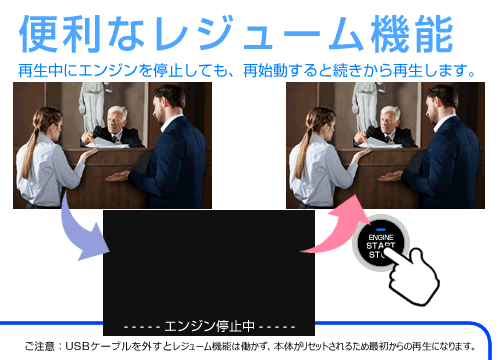 便利なレジューム機能
再生中にエンジンを停止しても、再始動すると続きから再生します。
ENGINE
START
STO
- - - - - エンジン停止中 - - - - -
ご注意：USBケーブルを外すとレジューム機能は働かず、本体がリセットされるため最初からの再生になります。